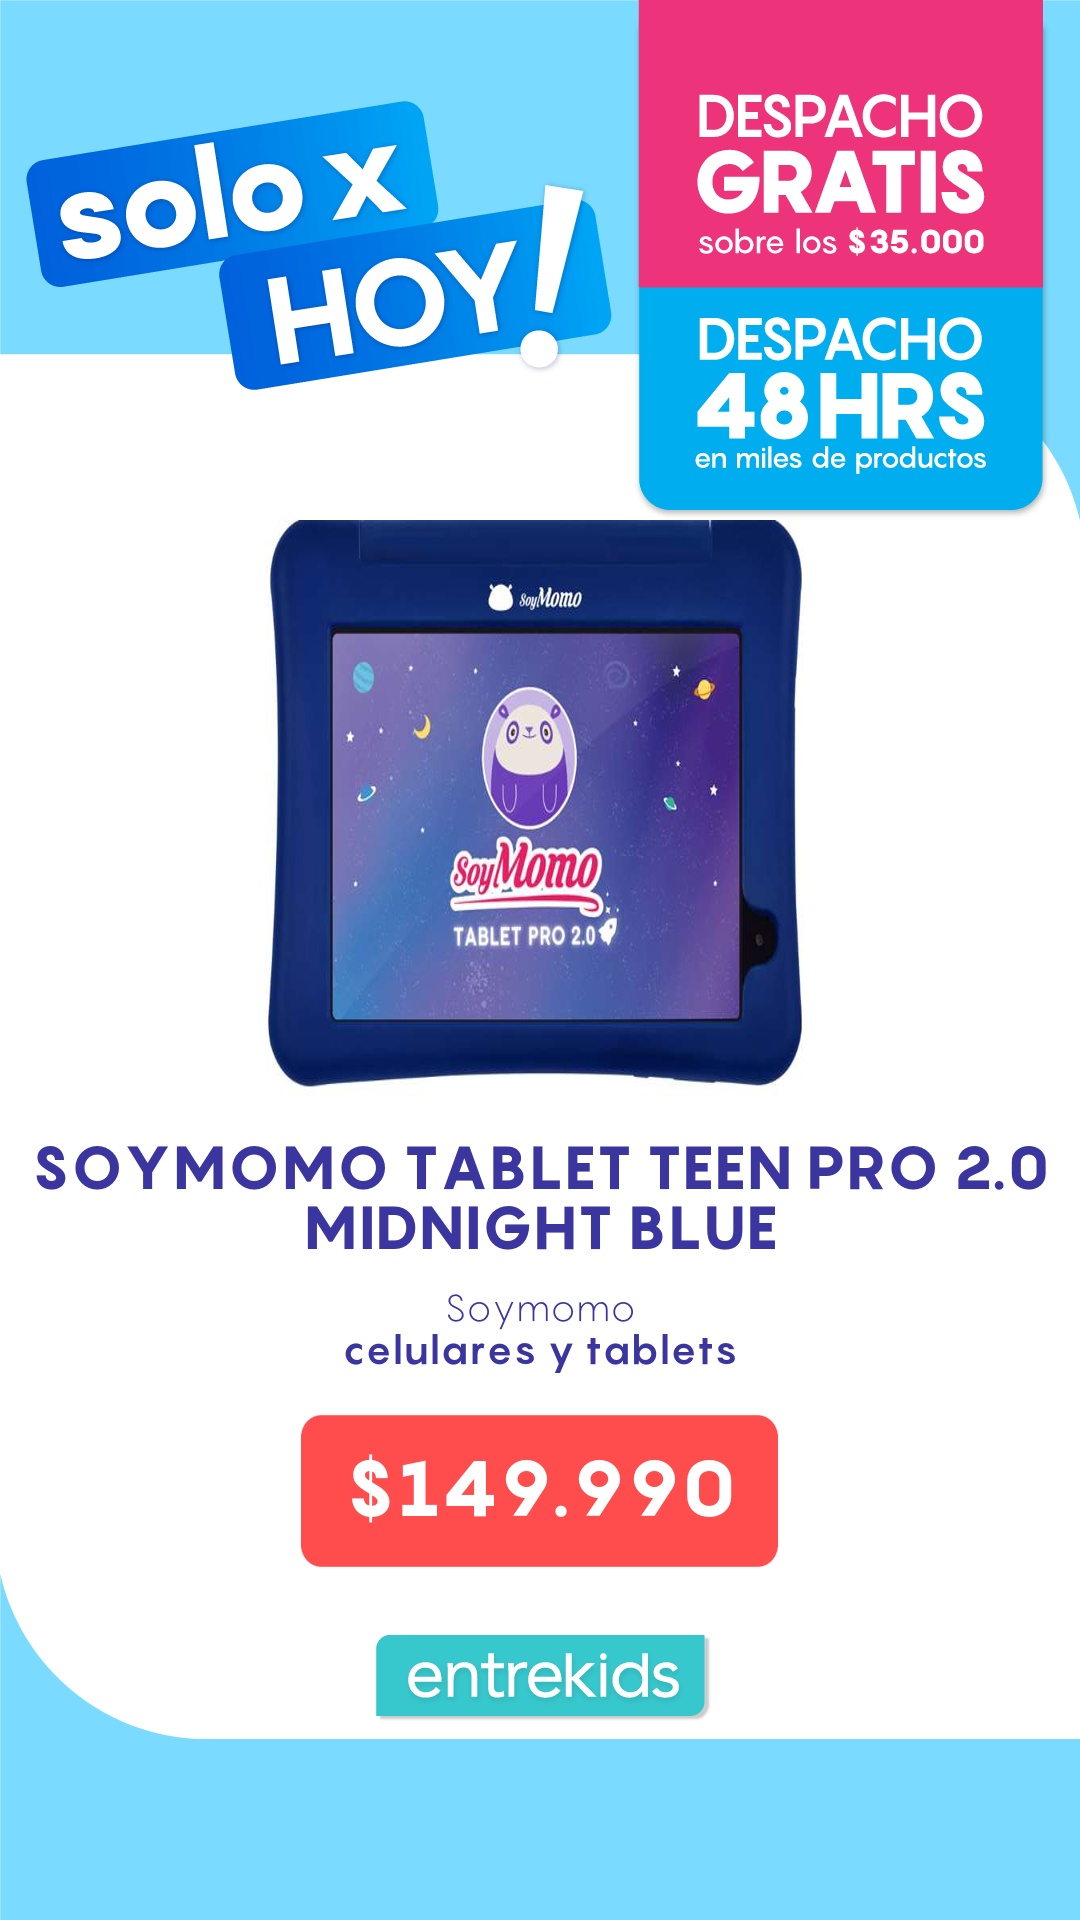 solo x
HOY!
DESPACHO
GRATIS
sobre los $35.000
DESPACHO
48HRS
en miles de productos
SoyMomo
SoyMomo
TABLET PRO 2.0
SOYMOMO TABLET TEEN PRO 2.0
MIDNIGHT BLUE
Soymomo
celulares y tablets
$149.990
entrekids